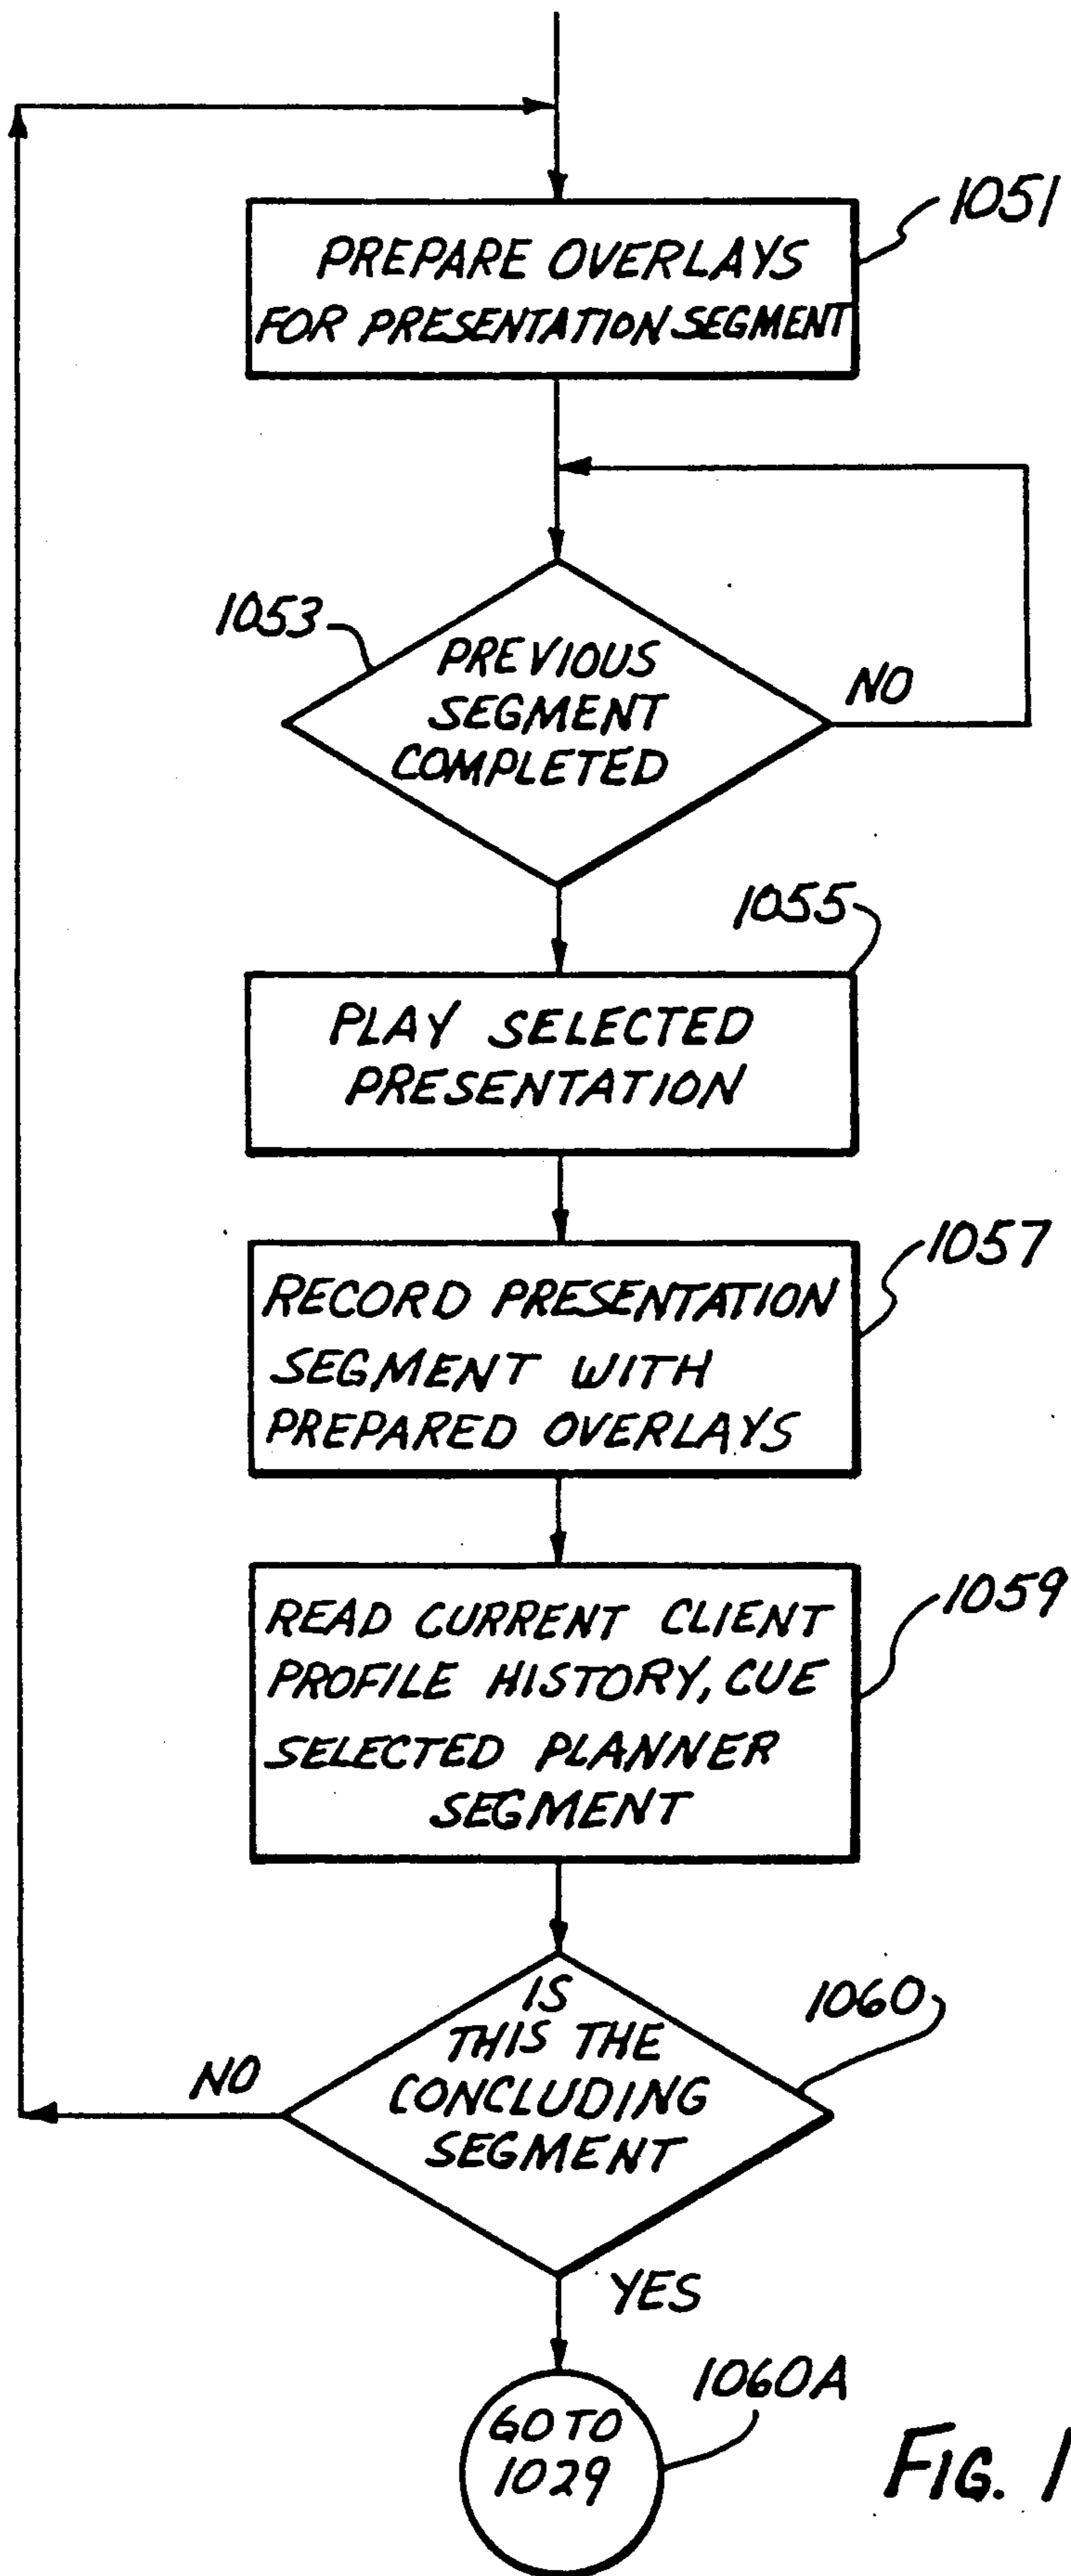 1051
PREPARE OVERLAYS
FOR PRESENTATION SEGMENT
1053
PREVIOUS
SEGMENT
COMPLETED
NO
1055
PLAY SELECTED
PRESENTATION
1057
RECORD PRESENTATION
SEGMENT WITH
PREPARED OVERLAYS
1059
READ CURRENT CLIENT
PROFILE HISTORY, CUE
SELECTED PLANNER
SEGMENT
1060
IS
THIS THE
CONCLUDING
SEGMENT
NO
YES
1060A
GO TO
1029
FIG. 1